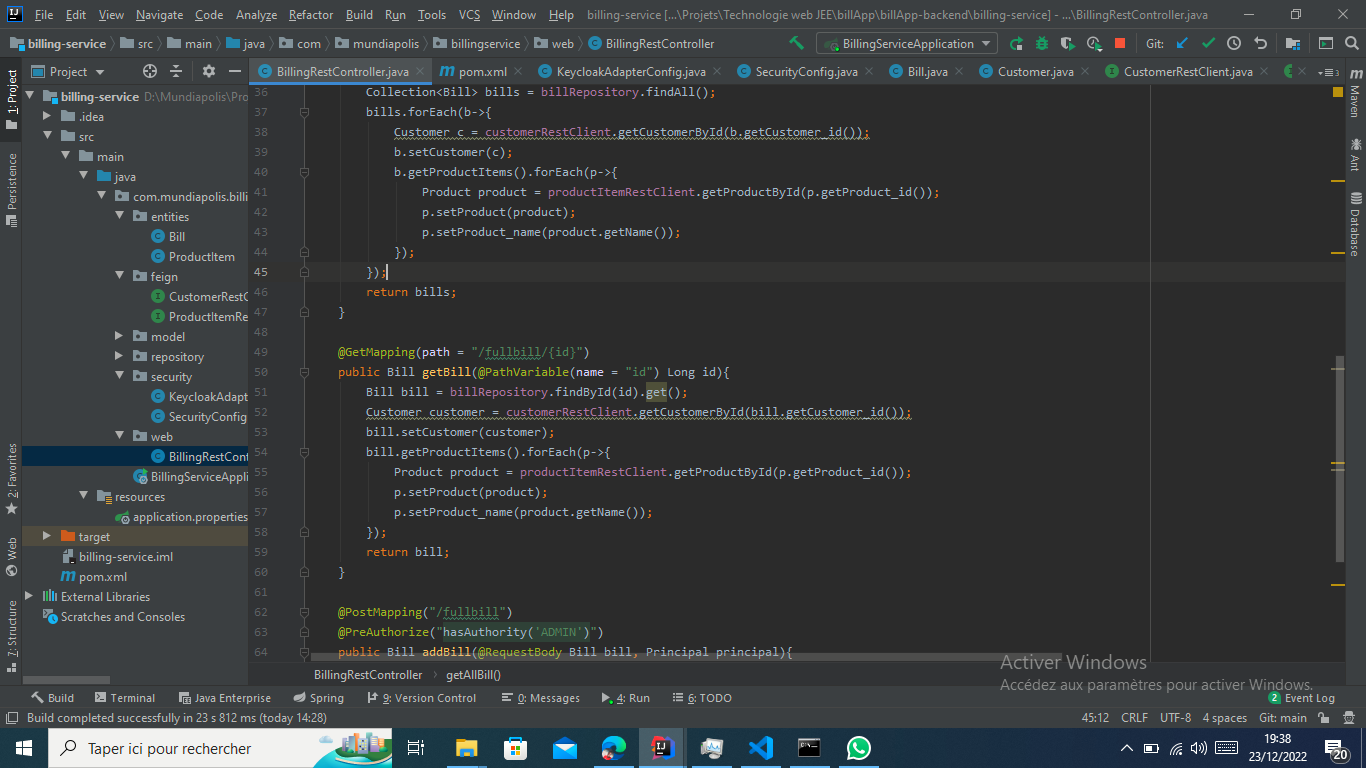 File Edit View Navigate Code Analyze Refactor Build Run Tools VCS Window Help billing-service [...\Projets\Technologie web JEE\billApp\billApp-backend\billing-service] - ...\BillingRestController.java
billing-service src main java com mundiapolis billingservice web BillingRestController BillingServiceApplication Git:
Project BillingRestController.java pom.xml KeycloakAdapterConfig.java SecurityConfig.java Bill.java Customer.java CustomerRestClient.java
1: Project
Persistence
2: Favorites
Web
7: Structure
billing-service D:\Mundiapolis\Pro
.idea
src
main
java
com.mundiapolis.billi
entities
Bill
ProductItem
feign
CustomerRestC
ProductItemRe
model
repository
security
KeycloakAdapt
SecurityConfig
web
BillingRestCont
BillingServiceAppli
resources
application.properties
target
billing-service.iml
pom.xml
External Libraries
Scratches and Consoles
36 Collection<Bill> bills = billRepository.findAll();
37 bills.forEach(b->{
38 Customer c = customerRestClient.getCustomerById(b.getCustomer_id());
39 b.setCustomer(c);
40 b.getProductItems().forEach(p->{
41 Product product = productItemRestClient.getProductById(p.getProduct_id());
42 p.setProduct(product);
43 p.setProduct_name(product.getName());
44 });
45 });
46 return bills;
47 }
48
49 @GetMapping(path = "/fullbill/{id}")
50 public Bill getBill(@PathVariable(name = "id") Long id){
51 Bill bill = billRepository.findById(id).get();
52 Customer customer = customerRestClient.getCustomerById(bill.getCustomer_id());
53 bill.setCustomer(customer);
54 bill.getProductItems().forEach(p->{
55 Product product = productItemRestClient.getProductById(p.getProduct_id());
56 p.setProduct(product);
57 p.setProduct_name(product.getName());
58 });
59 return bill;
60 }
61
62 @PostMapping("/fullbill")
63 @PreAuthorize("hasAuthority('ADMIN')")
64 public Bill addBill(@RequestBody Bill bill, Principal principal){
Maven
Ant
Database
BillingRestController getAllBill()
Activer Windows
Accédez aux paramètres pour activer Windows.
Build Terminal Java Enterprise Spring 9: Version Control 0: Messages 4: Run 6: TODO 2 Event Log
Build completed successfully in 23 s 812 ms (today 14:28) 45:12 CRLF UTF-8 4 spaces Git: main
Taper ici pour rechercher
19:38
23/12/2022
20